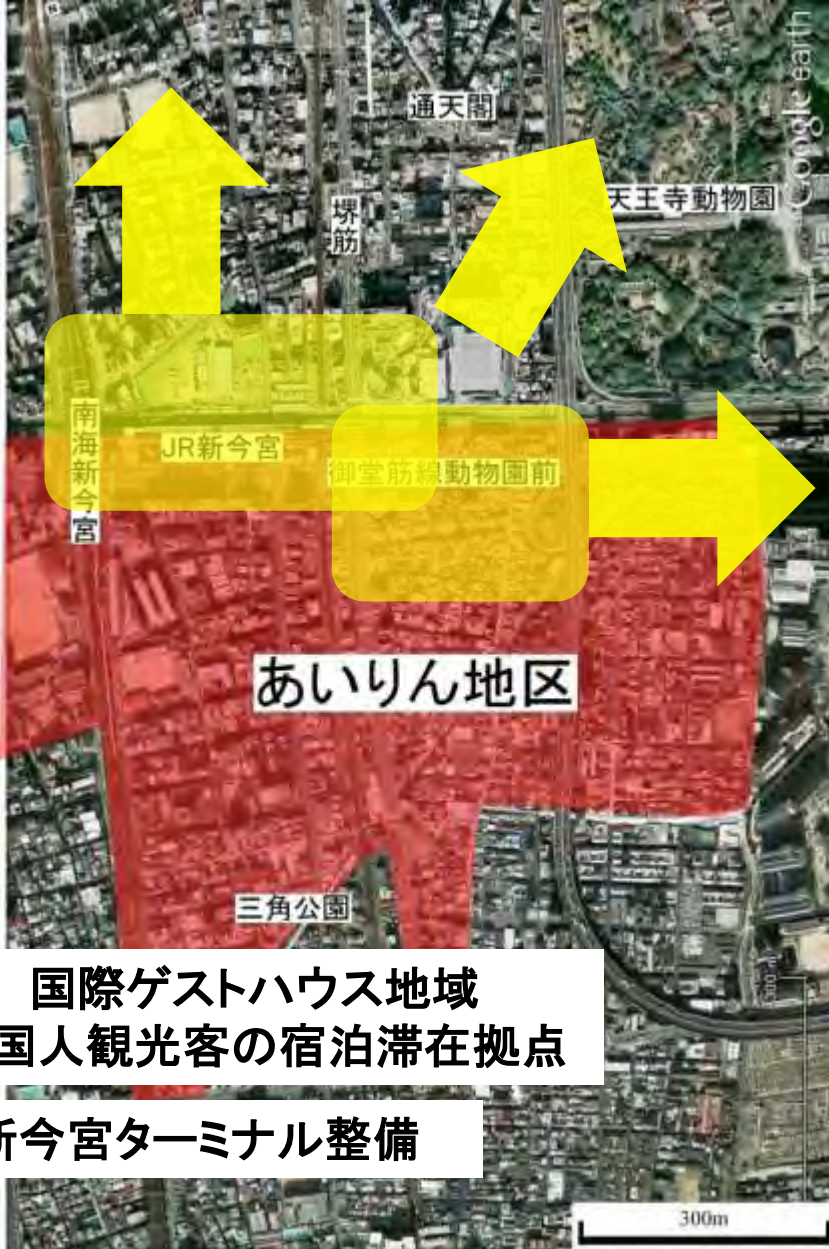 通天閣
Google earth
天王寺動物園
堺筋
南海新今宮
JR新今宮
御堂筋線動物園前
あいりん地区
三角公園
国際ゲストハウス地域
国人観光客の宿泊滞在拠点
新今宮ターミナル整備
300m